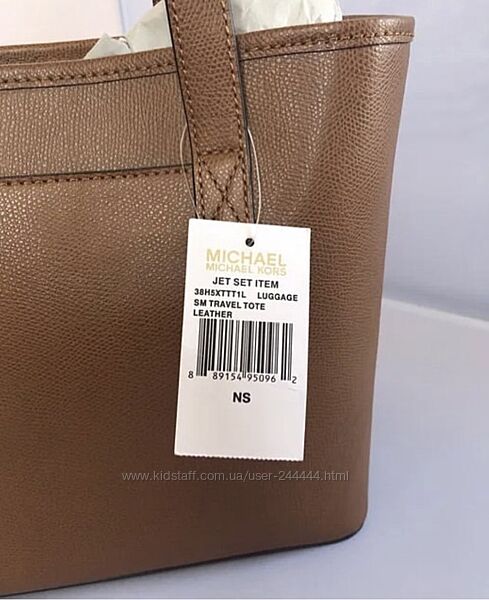 MICHAEL
MICHAEL KORS
JET SET ITEM
38H5XTTT1L LUGGAGE
SM TRAVEL TOTE
LEATHER
8 89154 95096 2
NS
www.kidstaff.com.ua/user-244444.html